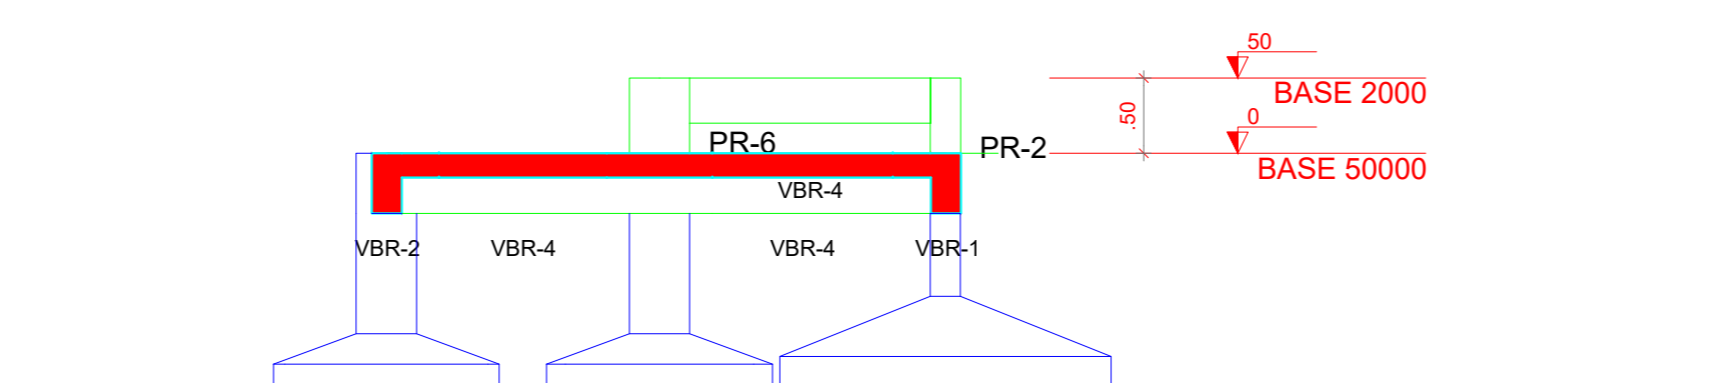 50
BASE 2000
.50
0
PR-6
PR-2
BASE 50000
VBR-4
VBR-2
VBR-4
VBR-4
VBR-1